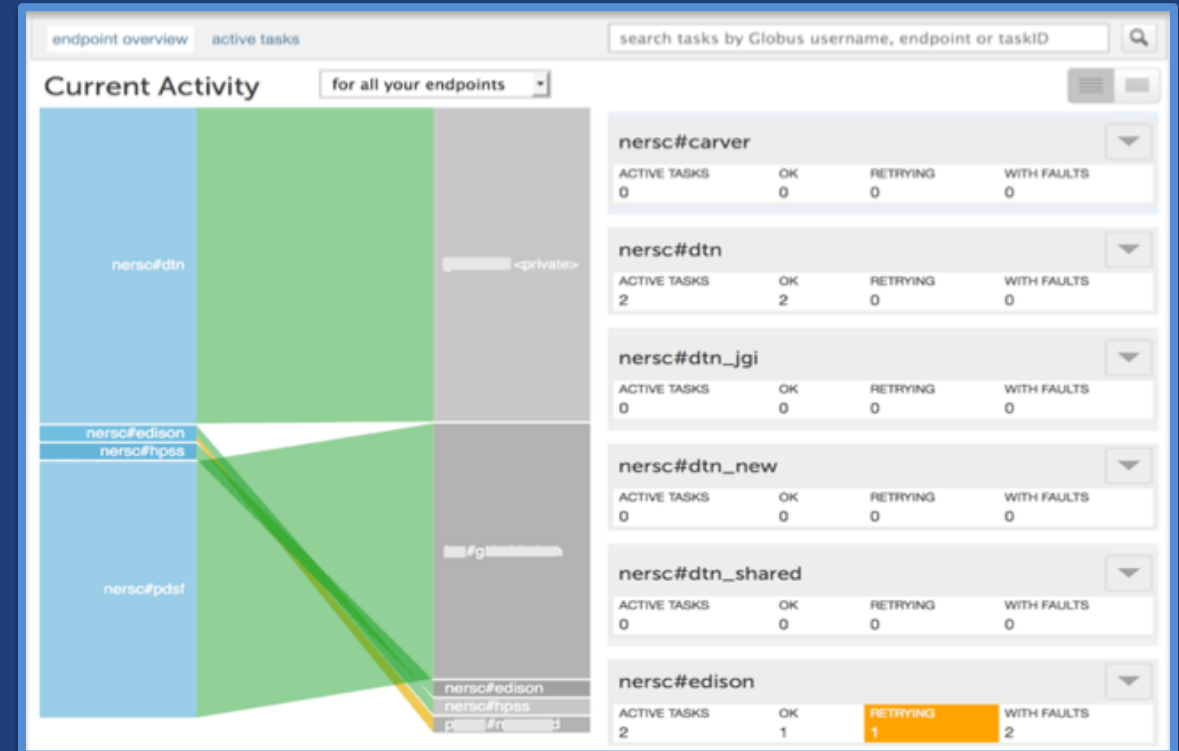 endpoint overview active tasks
search tasks by Globus username, endpoint or taskID
Current Activity
for all your endpoints
nersc#dtn
<private>
nersc#edison
nersc#hpss
nersc#pdsf
#g
nersc#edison
nersc#hpss
p #n d
nersc#carver
ACTIVE TASKS OK RETRYING WITH FAULTS
0 0 0 0
nersc#dtn
ACTIVE TASKS OK RETRYING WITH FAULTS
2 2 0 0
nersc#dtn_jgi
ACTIVE TASKS OK RETRYING WITH FAULTS
0 0 0 0
nersc#dtn_new
ACTIVE TASKS OK RETRYING WITH FAULTS
0 0 0 0
nersc#dtn_shared
ACTIVE TASKS OK RETRYING WITH FAULTS
0 0 0 0
nersc#edison
ACTIVE TASKS OK RETRYING WITH FAULTS
2 1 1 2